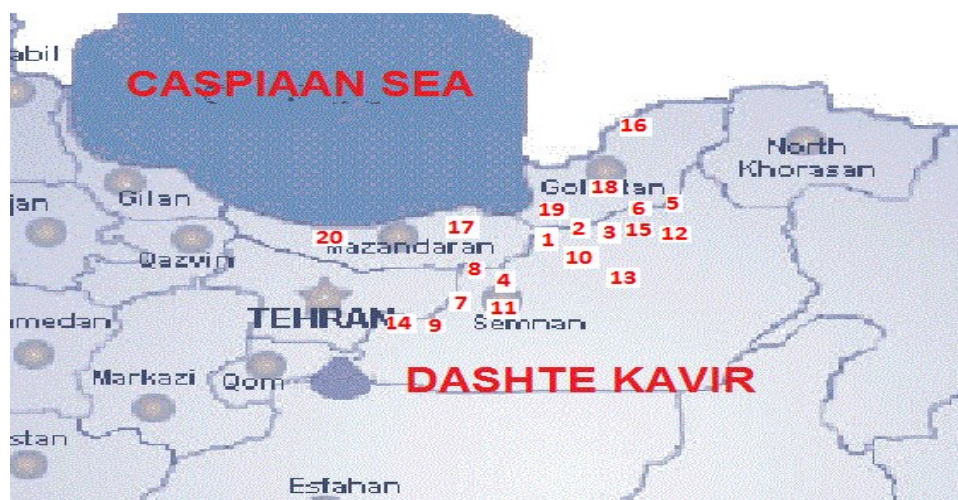 abil
CASPIAAN SEA
16
North
Khorasan
Gilan
Golestan
18
jan
19
6
5
17
20
Mazandaran
1
2
3
15
12
Qazvin
10
8
4
13
7
11
TEHRAN
14
9
Semnan
medan
Markazi
Qom
DASHTE KAVIR
stan
Esfahan